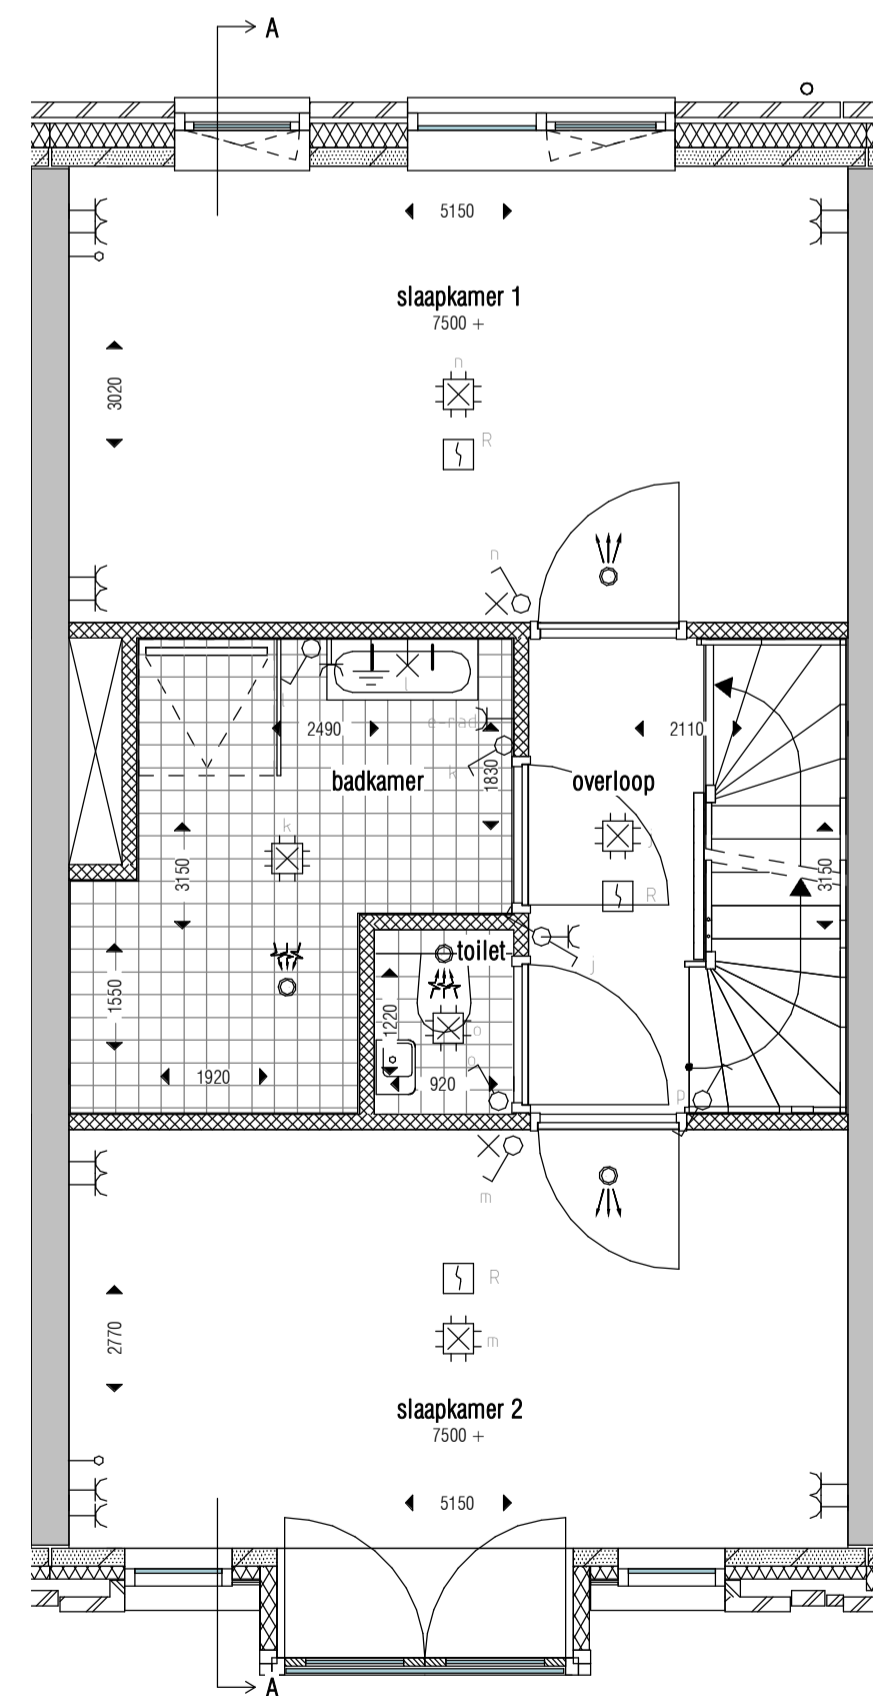 A
5150
slaapkamer 1
7500 +
n
3020
R
n
l
2490
e-rad
2110
k
1830
badkamer
overloop
k
j
3150
3150
R
toilet
j
1550
1220
o
o
1920
920
p
m
R
2770
m
slaapkamer 2
7500 +
5150
A